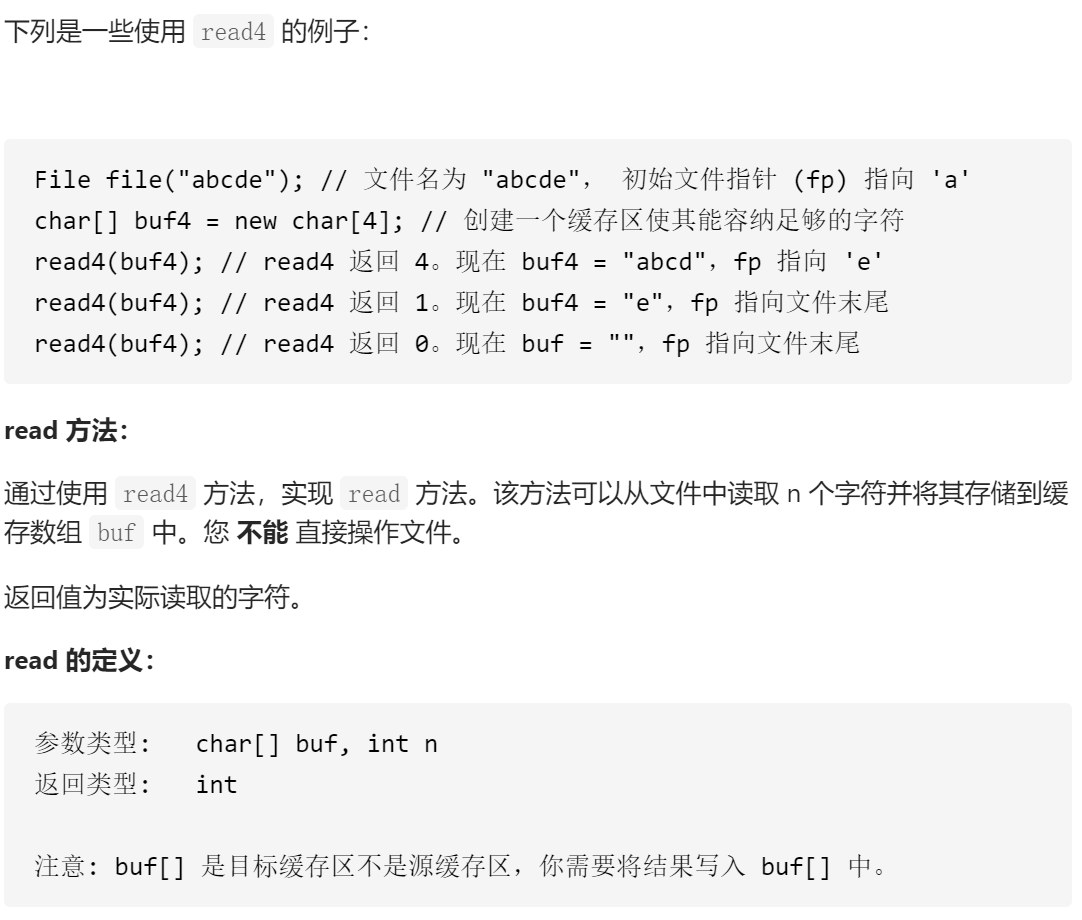 下列是一些使用 read4 的例子：
File file("abcde"); // 文件名为 "abcde"， 初始文件指针 (fp) 指向 'a'
char[] buf4 = new char[4]; // 创建一个缓存区使其能容纳足够的字符
read4(buf4); // read4 返回 4。现在 buf4 = "abcd"，fp 指向 'e'
read4(buf4); // read4 返回 1。现在 buf4 = "e"，fp 指向文件末尾
read4(buf4); // read4 返回 0。现在 buf = ""，fp 指向文件末尾
read 方法：
通过使用 read4 方法，实现 read 方法。该方法可以从文件中读取 n 个字符并将其存储到缓
存数组 buf 中。您 不能 直接操作文件。
返回值为实际读取的字符。
read 的定义：
参数类型: char[] buf, int n
返回类型: int
注意: buf[] 是目标缓存区不是源缓存区，你需要将结果写入 buf[] 中。